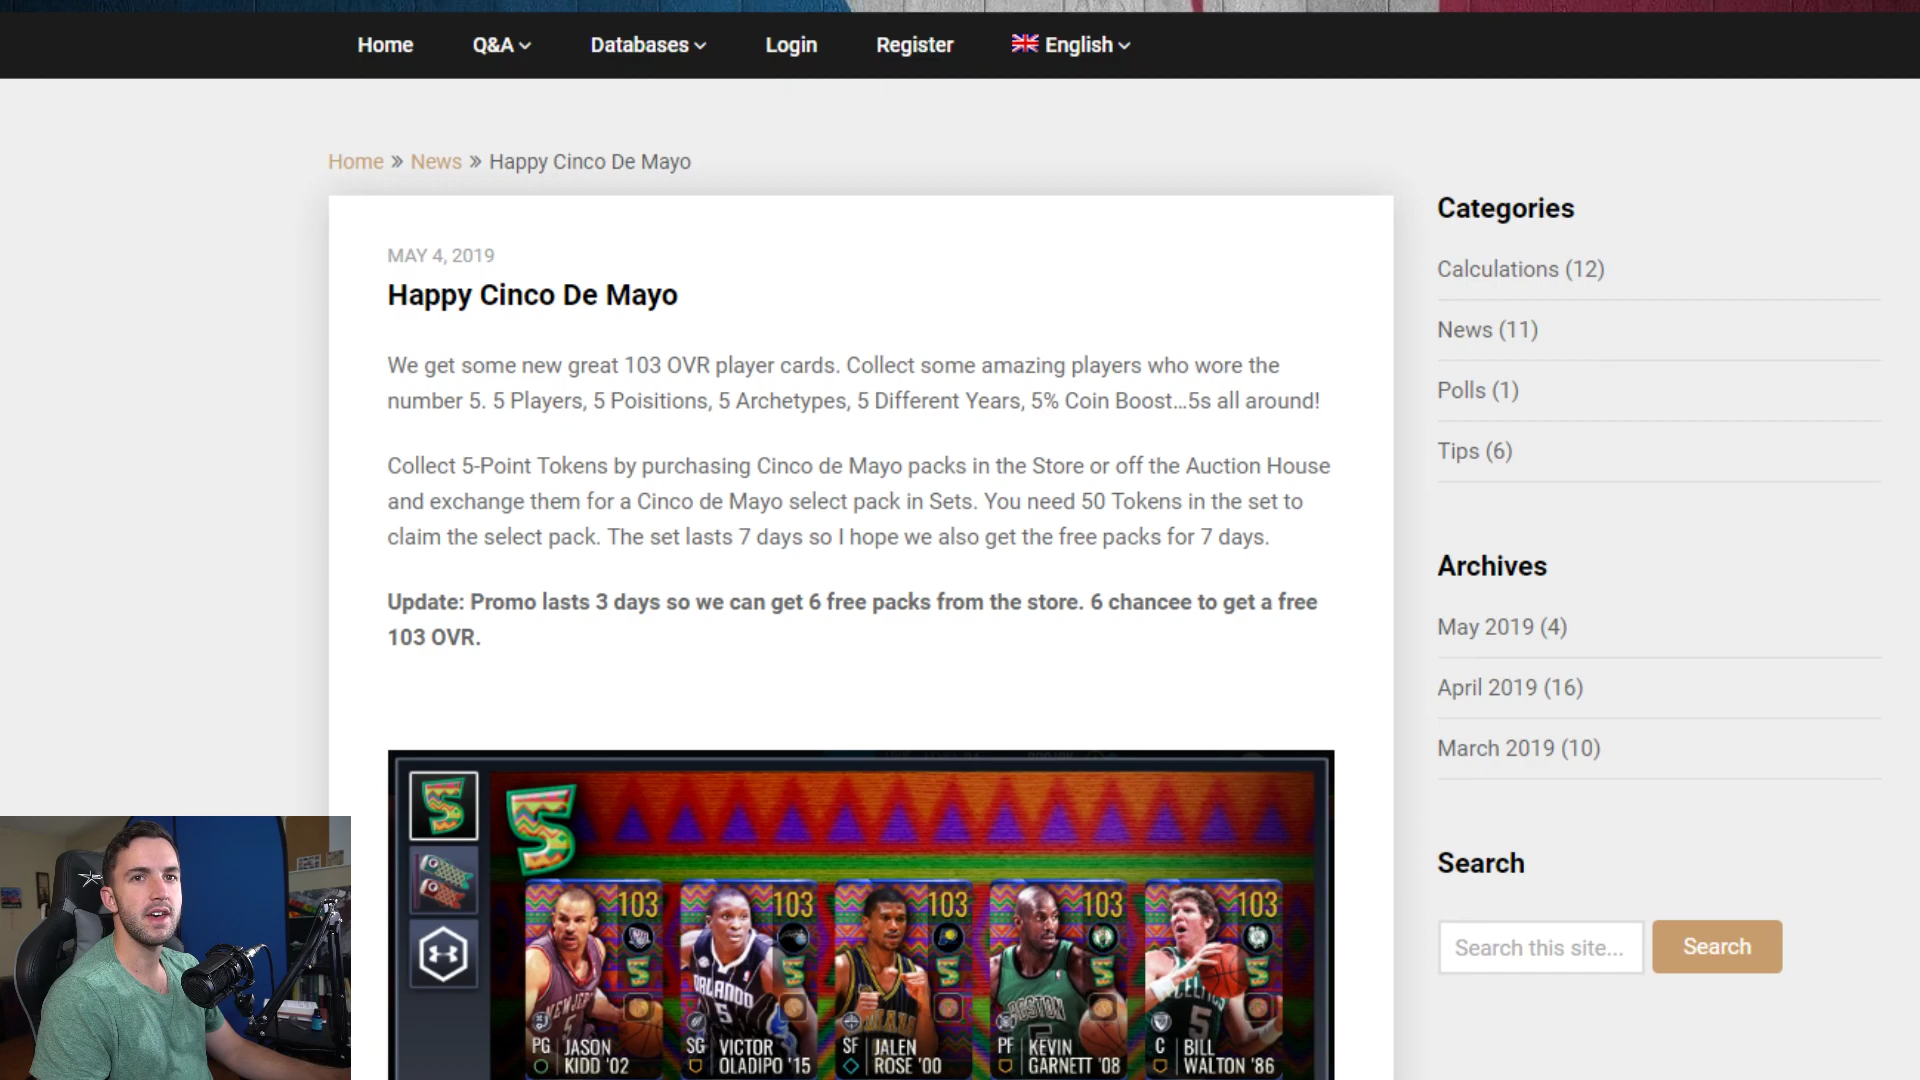 Home
Q&A
Databases
Login
Register
English
Home » News » Happy Cinco De Mayo
MAY 4, 2019
Happy Cinco De Mayo
We get some new great 103 OVR player cards. Collect some amazing players who wore the
number 5. 5 Players, 5 Poisitions, 5 Archetypes, 5 Different Years, 5% Coin Boost...5s all around!
Collect 5-Point Tokens by purchasing Cinco de Mayo packs in the Store or off the Auction House
and exchange them for a Cinco de Mayo select pack in Sets. You need 50 Tokens in the set to
claim the select pack. The set lasts 7 days so I hope we also get the free packs for 7 days.
Update: Promo lasts 3 days so we can get 6 free packs from the store. 6 chancee to get a free
103 OVR.
5
5
103
PG JASON
KIDD '02
103
ORLANDO
5
SG VICTOR
OLADIPO '15
103
SF JALEN
ROSE '00
103
BOSTON
PF KEVIN
GARNETT '08
103
CELTICS
5
C BILL
WALTON '86
Categories
Calculations (12)
News (11)
Polls (1)
Tips (6)
Archives
May 2019 (4)
April 2019 (16)
March 2019 (10)
Search
Search this site...
Search